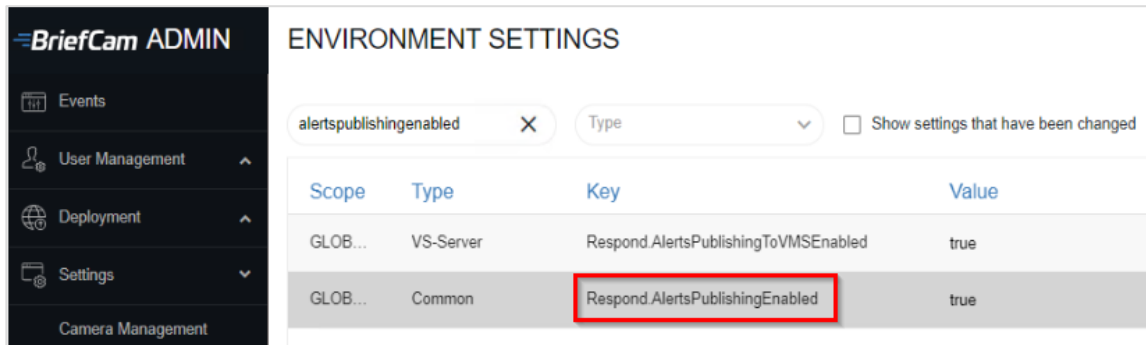 BriefCam ADMIN
Events
User Management
Deployment
Settings
Camera Management
ENVIRONMENT SETTINGS
alertspublishingenabled
Type
Show settings that have been changed
Scope Type Key Value
GLOB... VS-Server Respond.AlertsPublishingToVMSEnabled true
GLOB... Common Respond.AlertsPublishingEnabled true